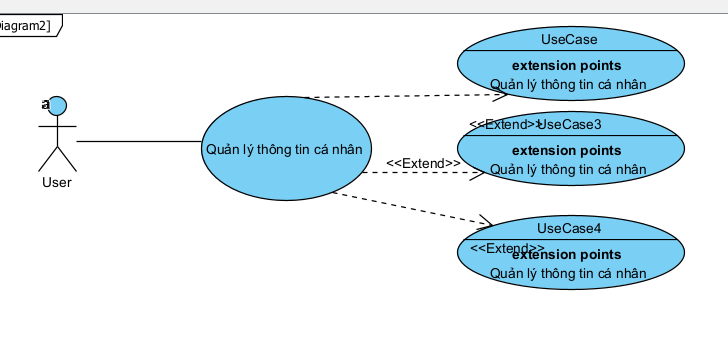 Diagram2]
UseCase
extension points
Quản lý thông tin cá nhân
a
<<Extend>>
UseCase3
extension points
Quản lý thông tin cá nhân
Quản lý thông tin cá nhân
<<Extend>>
User
UseCase4
<<Extend>>
extension points
Quản lý thông tin cá nhân